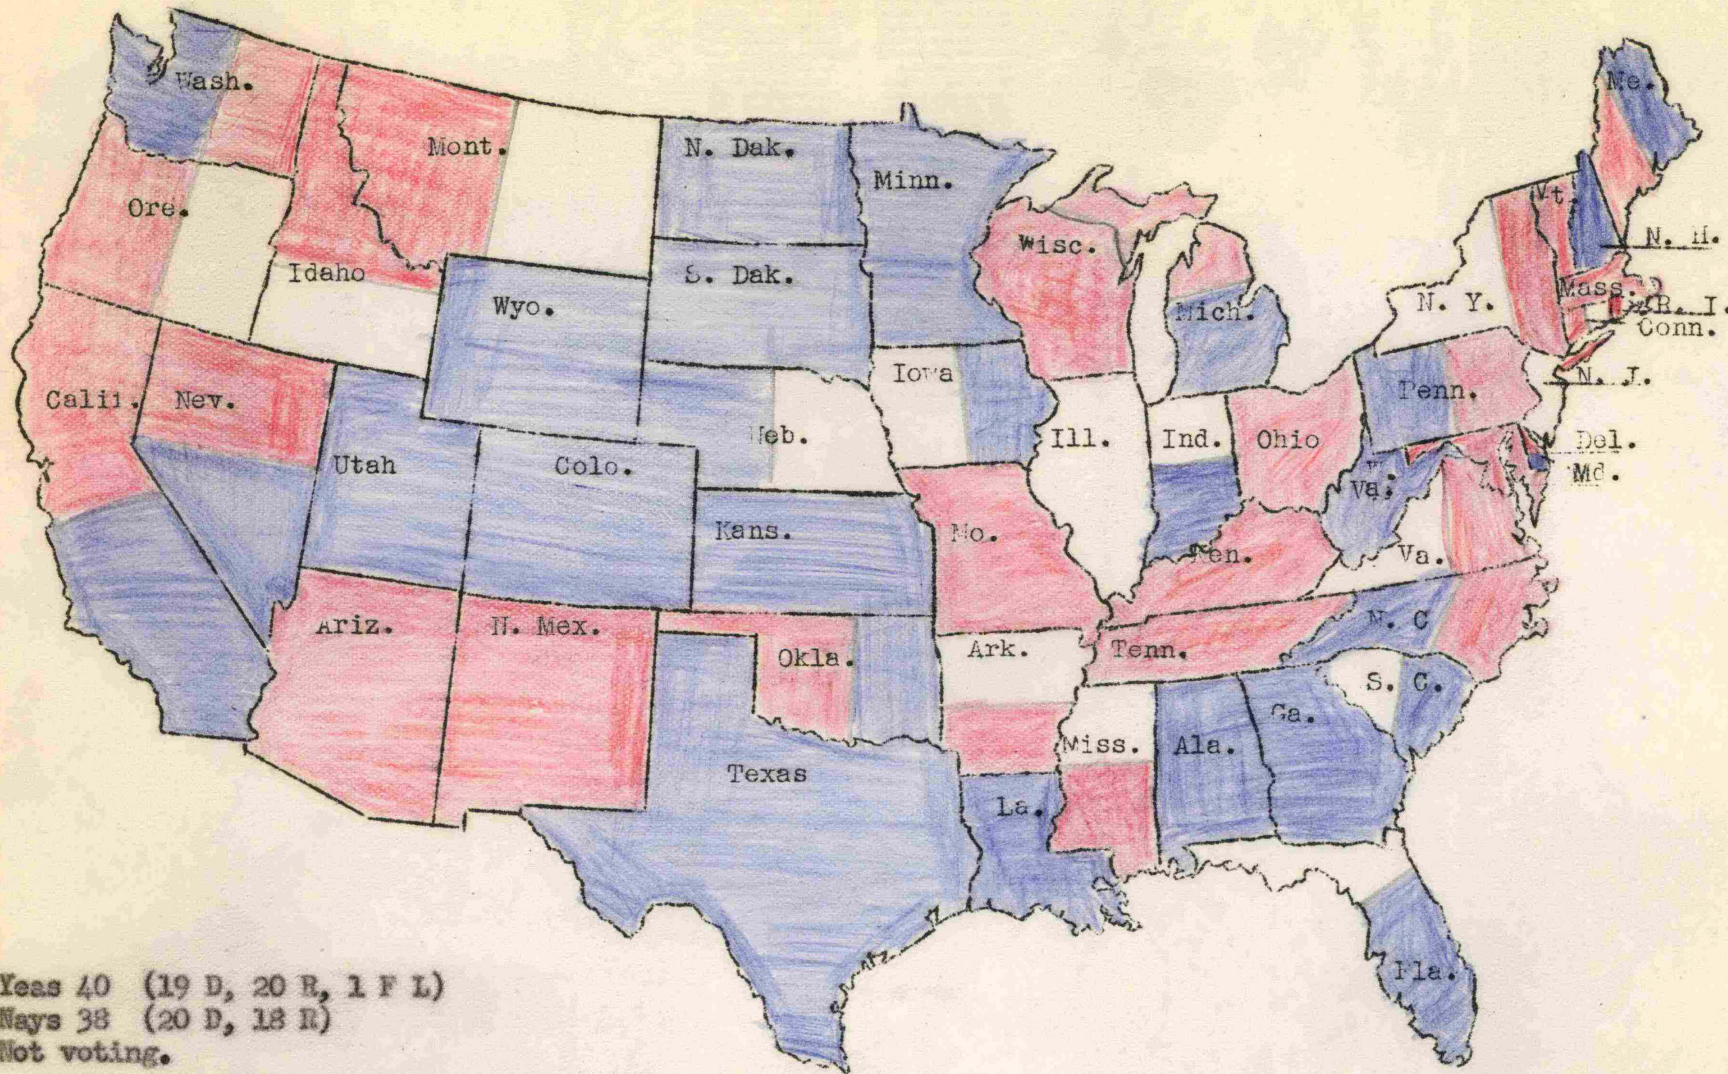 Me.
Wash.
Mont.
N. Dak.
Minn.
Ore.
Vt.
N. H.
Wisc.
Idaho
S. Dak.
Mass.
R. I.
Wyo.
Mich.
N. Y.
Conn.
Iowa
N. J.
Calif.
Nev.
Penn.
Neb.
Ill.
Ind.
Ohio
Del.
Utah
Colo.
Md.
W.
Va.
Kans.
Mo.
Ken.
Va.
Ariz.
N. Mex.
N. C
Okla.
Ark.
Tenn.
S. C.
Ga.
Miss.
Ala.
Texas
La.
Fla.
Yeas 40 (19 D, 20 R, 1 F L)
Nays 38 (20 D, 18 R)
Not voting.